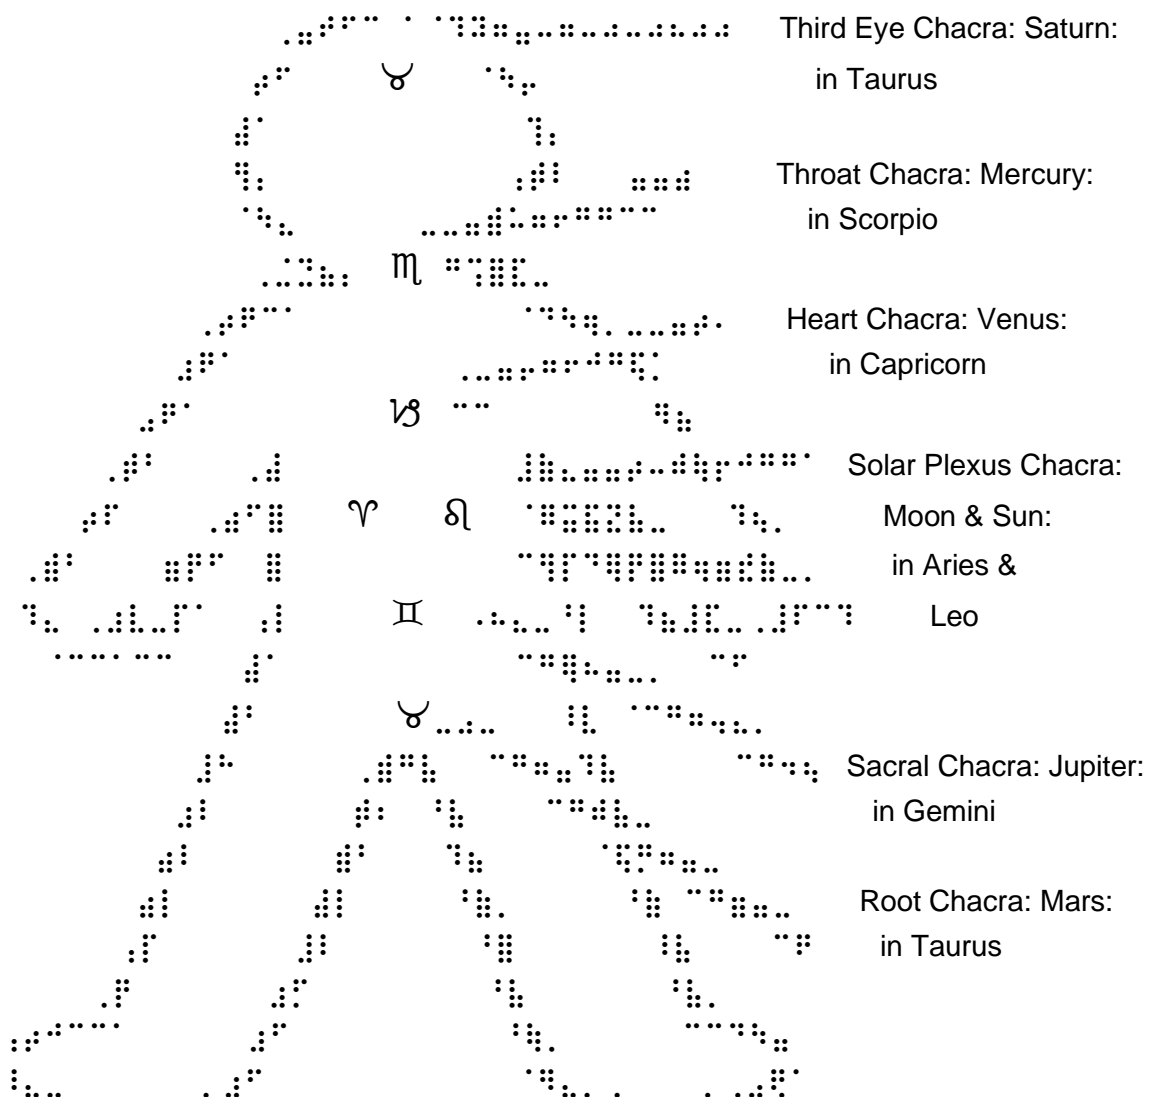 Third Eye Chacra: Saturn:
♉ in Taurus
Throat Chacra: Mercury:
in Scorpio
♏
Heart Chacra: Venus:
in Capricorn
♑
Solar Plexus Chacra:
♈ ♌ Moon & Sun:
in Aries &
♊ Leo
♉
Sacral Chacra: Jupiter:
in Gemini
Root Chacra: Mars:
in Taurus